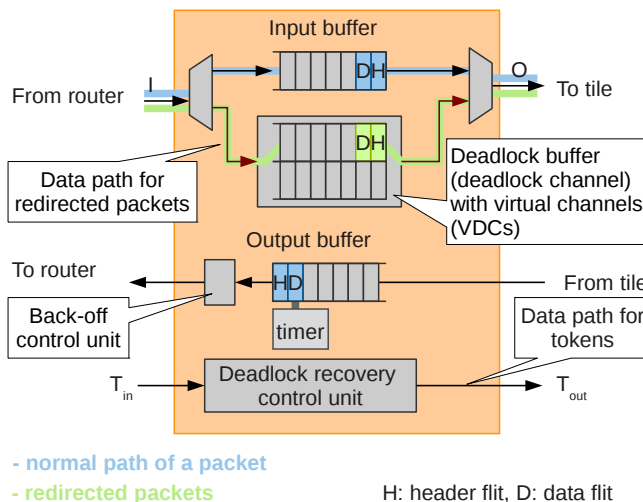 Input buffer
I
DH
O
From router
To tile
DH
Data path for
redirected packets
Deadlock buffer
(deadlock channel)
with virtual channels
(VDCs)
Output buffer
To router
HD
From tile
Back-off
control unit
timer
Data path for
tokens
Tin
Deadlock recovery
control unit
Tout
- normal path of a packet
- redirected packets
H: header flit, D: data flit